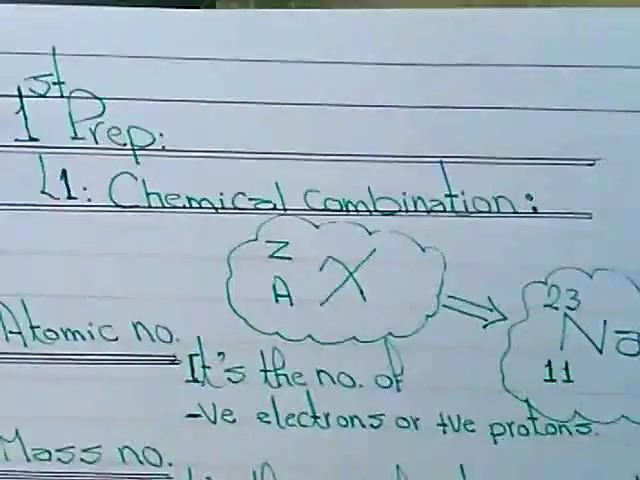 1st Prep:
L1: Chemical Combination:
Z
A X
23
Na
11
Atomic no.
It's the no. of
-ve electrons or +ve protons.
Mass no.